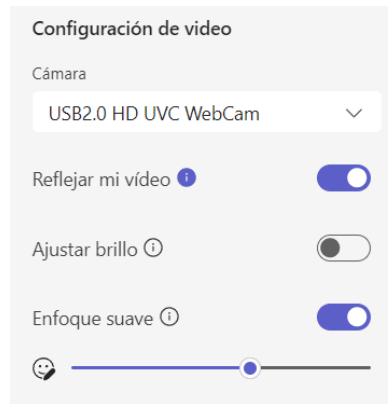 Configuración de video
Cámara
USB2.0 HD UVC WebCam
Reflejar mi vídeo
Ajustar brillo
Enfoque suave